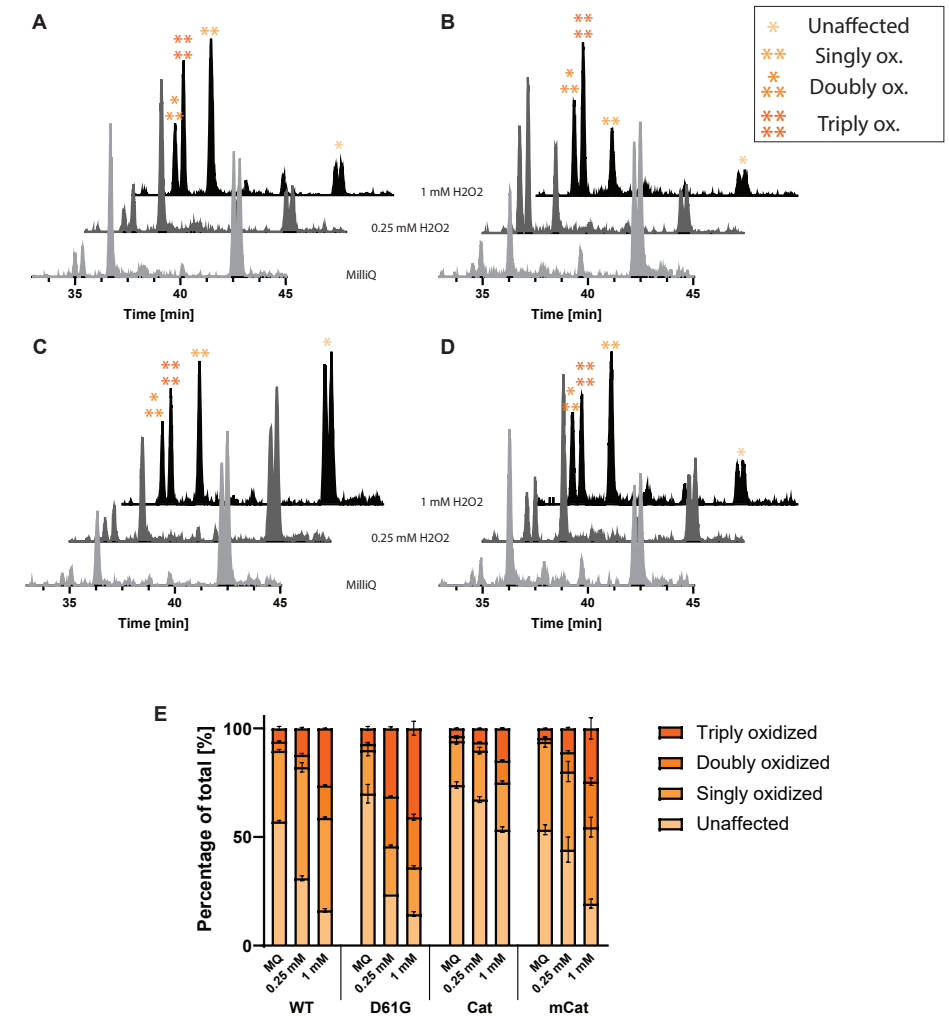 A
B
* Unaffected
** Singly ox.
*
** Doubly ox.
**
** Triply ox.
**
**
**
*
**
*
**
**
*
**
**
*
1 mM H2O2
0.25 mM H2O2
MilliQ
35 40 45
Time [min]
35 40 45
Time [min]
C
D
*
**
**
**
*
**
**
**
**
*
**
*
1 mM H2O2
0.25 mM H2O2
MilliQ
35 40 45
Time [min]
35 40 45
Time [min]
E
Percentage of total [%]
100
50
0
Triply oxidized
Doubly oxidized
Singly oxidized
Unaffected
MQ 0.25 mM 1 mM MQ 0.25 mM 1 mM MQ 0.25 mM 1 mM MQ 0.25 mM 1 mM
WT D61G Cat mCat